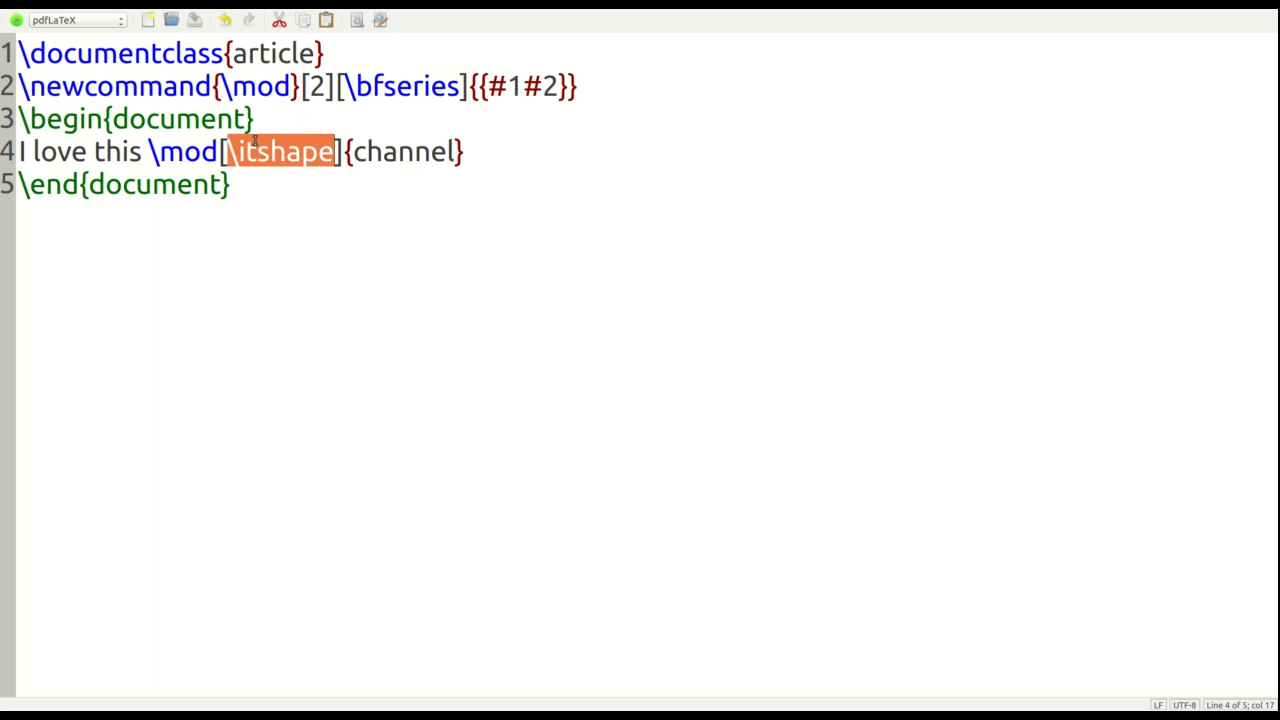 pdfLaTeX
1 \documentclass{article}
2 \newcommand{\mod}[2][\bfseries]{{#1#2}}
3 \begin{document}
4 I love this \mod[\itshape]{channel}
5 \end{document}
LF UTF-8 Line 4 of 5; col 17